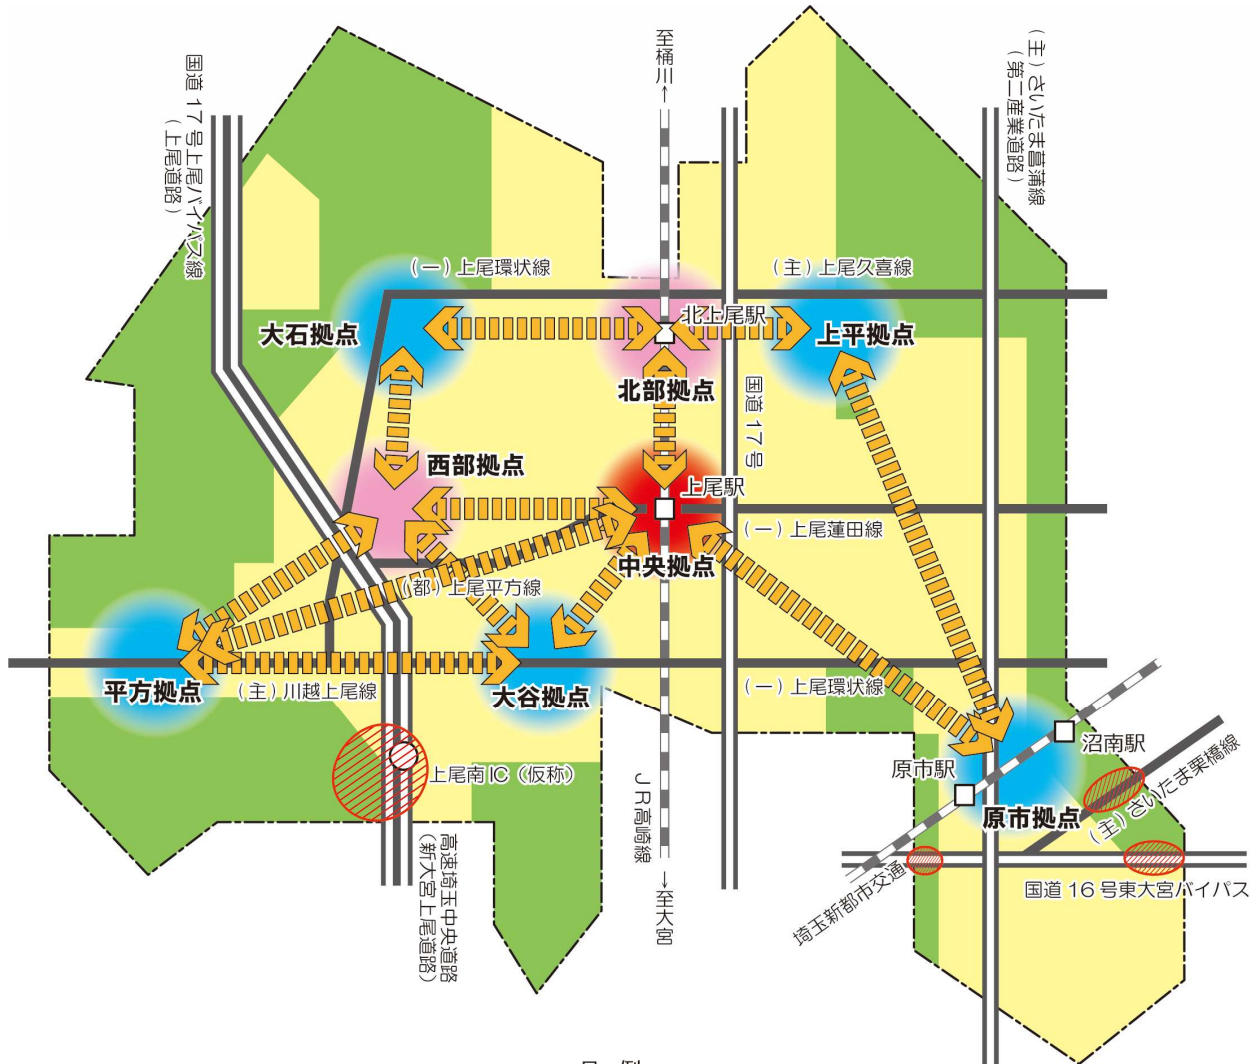 至桶川→
(主)さいたま菖蒲線
(第二産業道路)
国道17号上尾バイパス線
(上尾道路)
(一)上尾環状線
(主)上尾久喜線
大石拠点
北上尾駅
上平拠点
北部拠点
国道17号
西部拠点
上尾駅
(一)上尾蓮田線
中央拠点
(都)上尾平方線
平方拠点
(主)川越上尾線
大谷拠点
(一)上尾環状線
沼南駅
原市駅
上尾南IC(仮称)
JR高崎線
→至大宮
原市拠点
(主)さいたま栗橋線
高速埼玉中央道路
(新大宮上尾道路)
埼玉新都市交通
国道16号東大宮バイパス